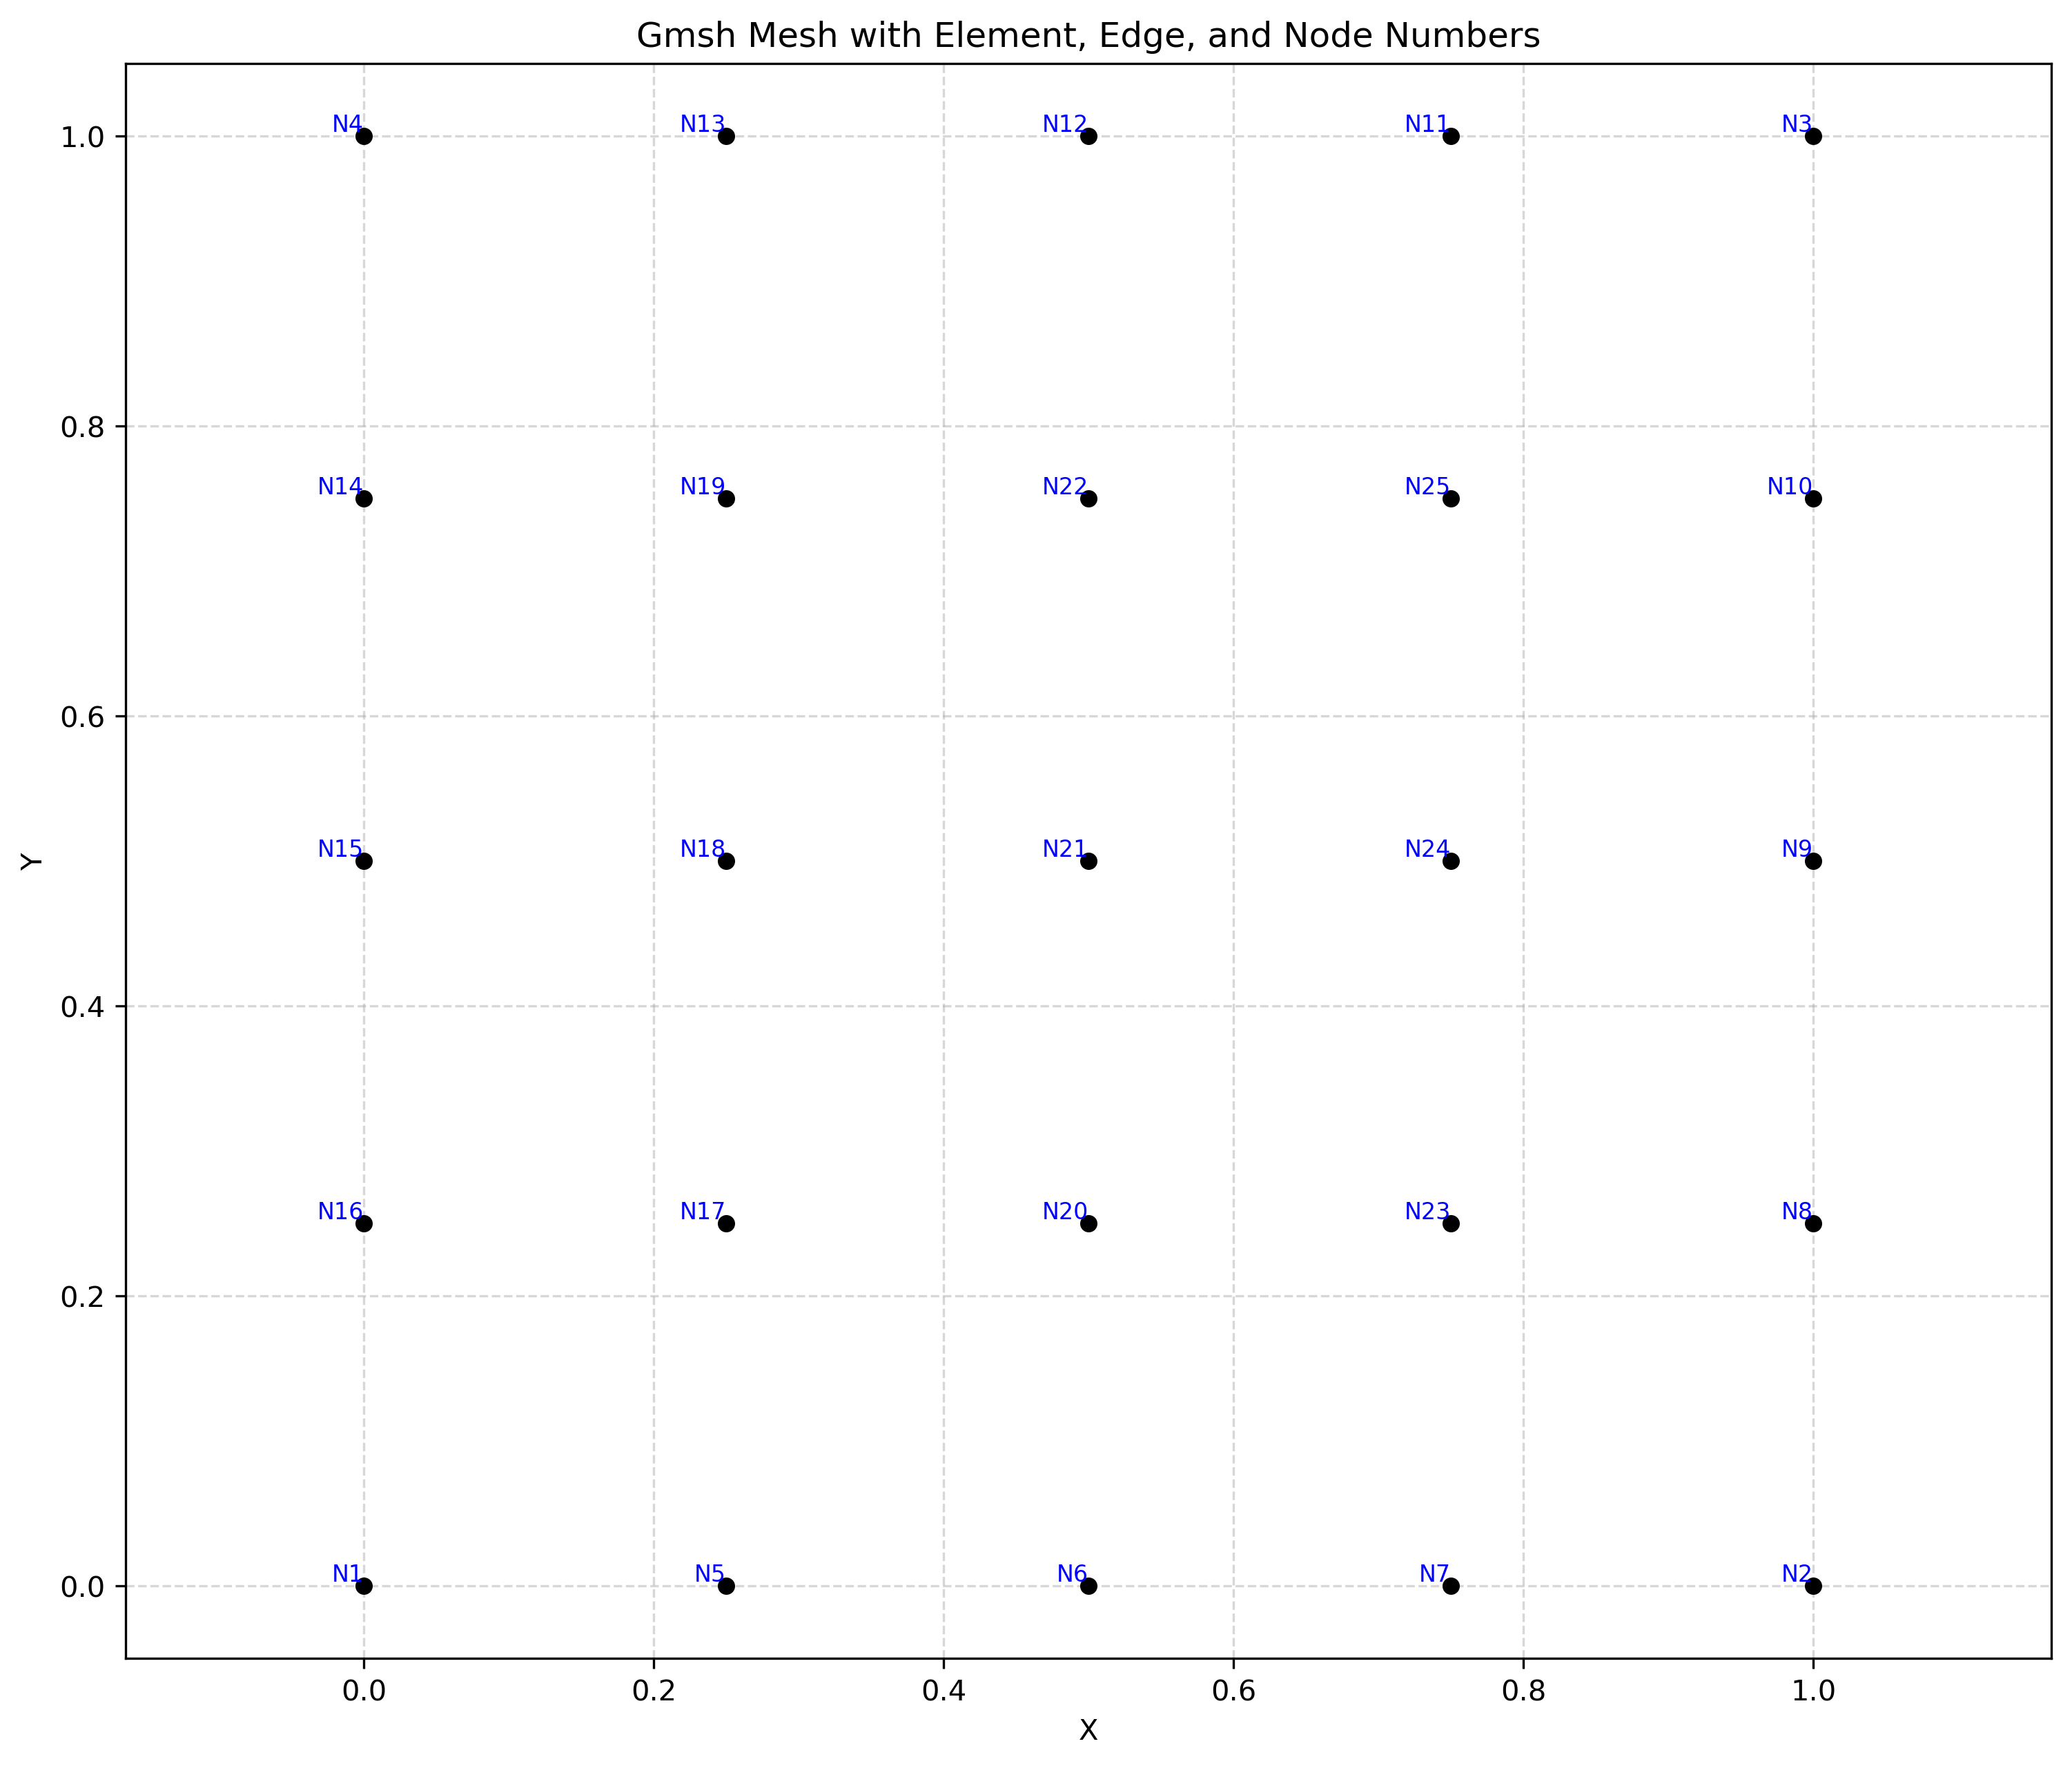 Gmsh Mesh with Element, Edge, and Node Numbers
1.0
N4 N13 N12 N11 N3
0.8
N14 N19 N22 N25 N10
0.6
Y
N15 N18 N21 N24 N9
0.4
N16 N17 N20 N23 N8
0.2
N1 N5 N6 N7 N2
0.0
0.0 0.2 0.4 0.6 0.8 1.0
X